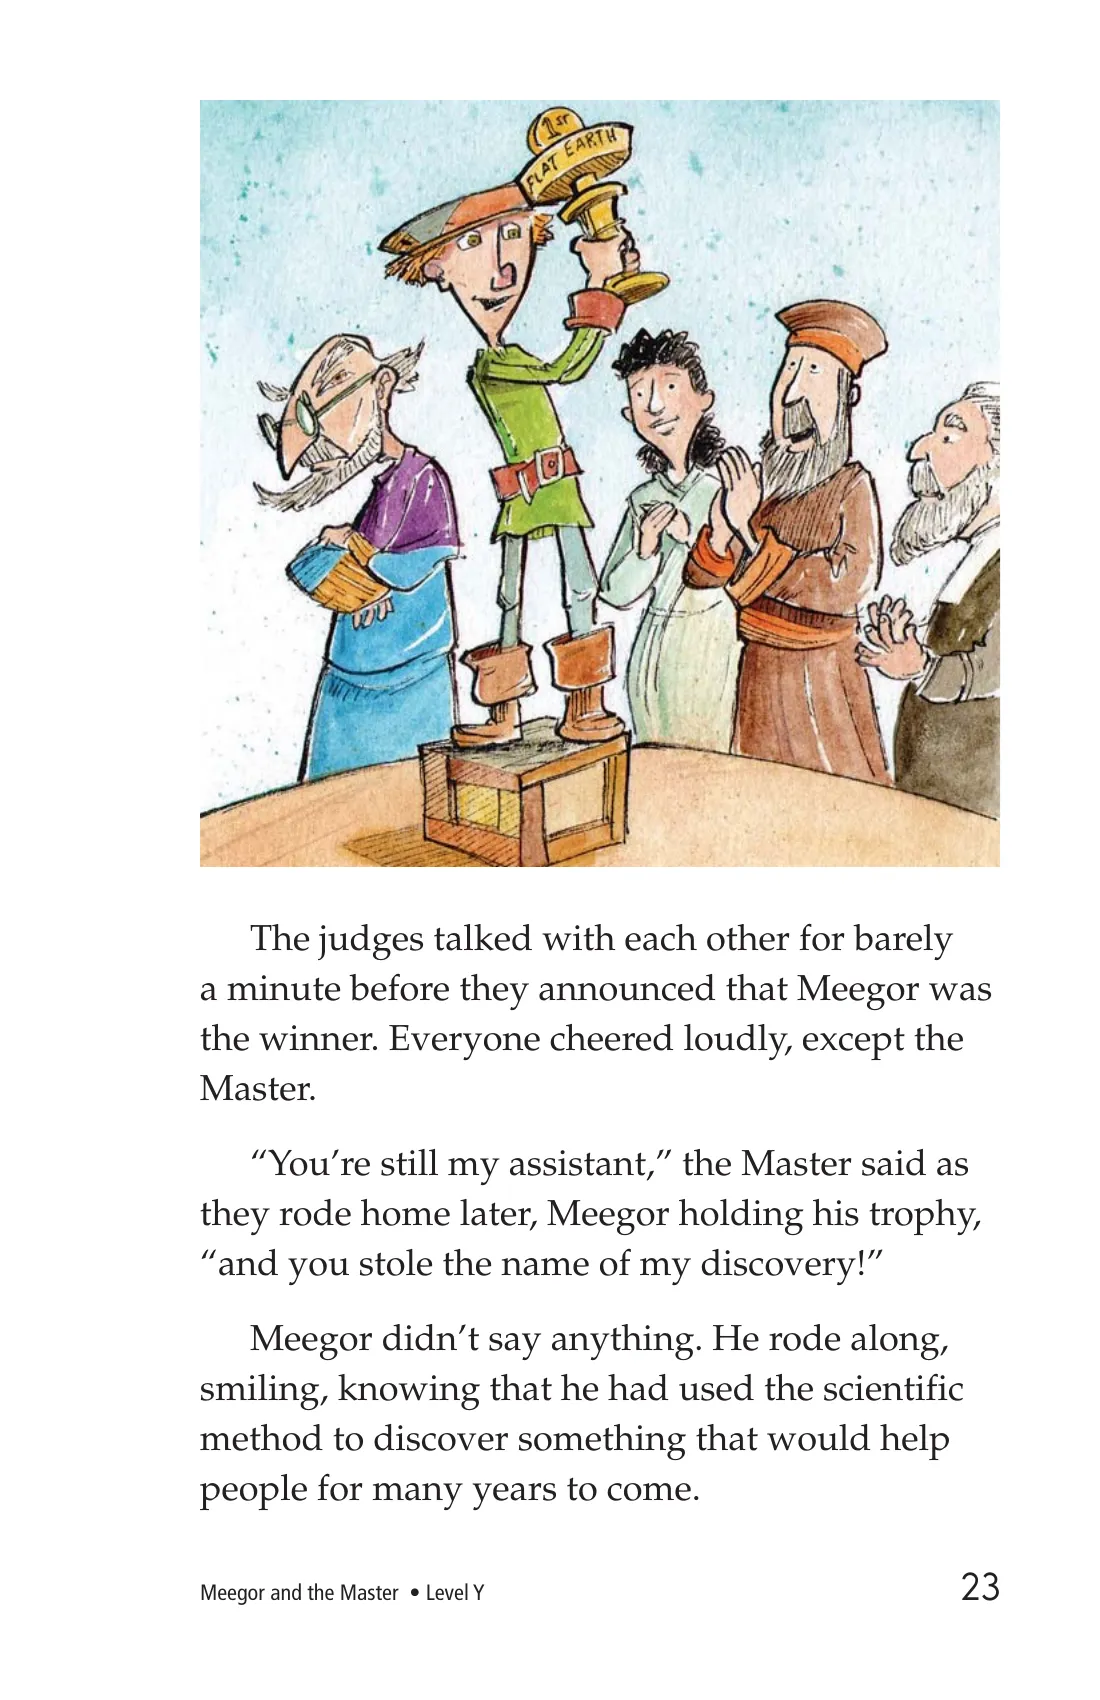 1ST
FLAT EARTH
The judges talked with each other for barely
a minute before they announced that Meegor was
the winner. Everyone cheered loudly, except the
Master.
“You’re still my assistant,” the Master said as
they rode home later, Meegor holding his trophy,
“and you stole the name of my discovery!”
Meegor didn’t say anything. He rode along,
smiling, knowing that he had used the scientific
method to discover something that would help
people for many years to come.
Meegor and the Master • Level Y
23